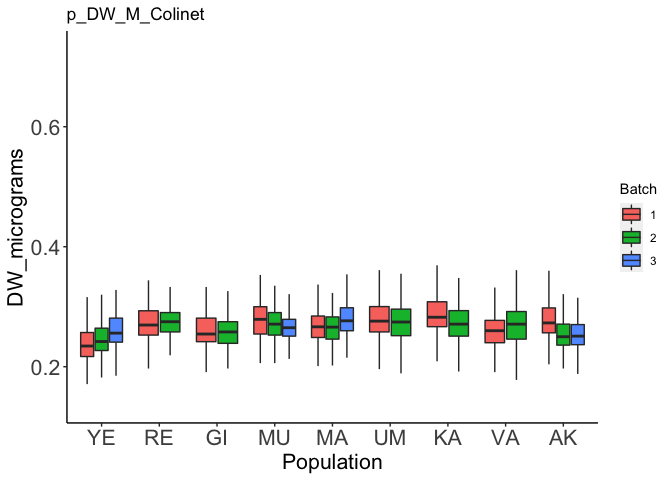 p_DW_M_Colinet
DW_micrograms
0.6
0.4
0.2
YE RE GI MU MA UM KA VA AK
Population
Batch
1
2
3